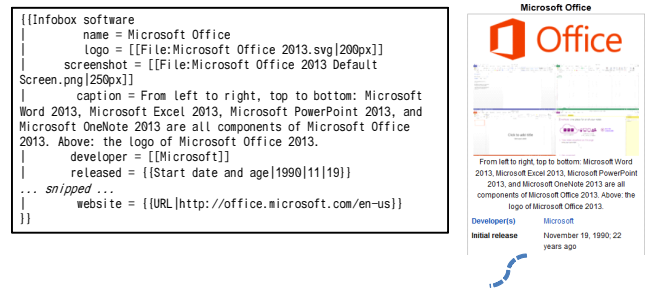 {{Infobox software
| name = Microsoft Office
| logo = [[File:Microsoft Office 2013.svg|200px]]
| screenshot = [[File:Microsoft Office 2013 Default
Screen.png|250px]]
| caption = From left to right, top to bottom: Microsoft
Word 2013, Microsoft Excel 2013, Microsoft PowerPoint 2013, and
Microsoft OneNote 2013 are all components of Microsoft Office
2013. Above: the logo of Microsoft Office 2013.
| developer = [[Microsoft]]
| released = {{Start date and age|1990|11|19}}
... snipped ...
| website = {{URL|http://office.microsoft.com/en-us}}
}}
Microsoft Office
Office
From left to right, top to bottom: Microsoft Word
2013, Microsoft Excel 2013, Microsoft PowerPoint
2013, and Microsoft OneNote 2013 are all
components of Microsoft Office 2013. Above: the
logo of Microsoft Office 2013.
Developer(s) Microsoft
Initial release November 19, 1990; 22
years ago